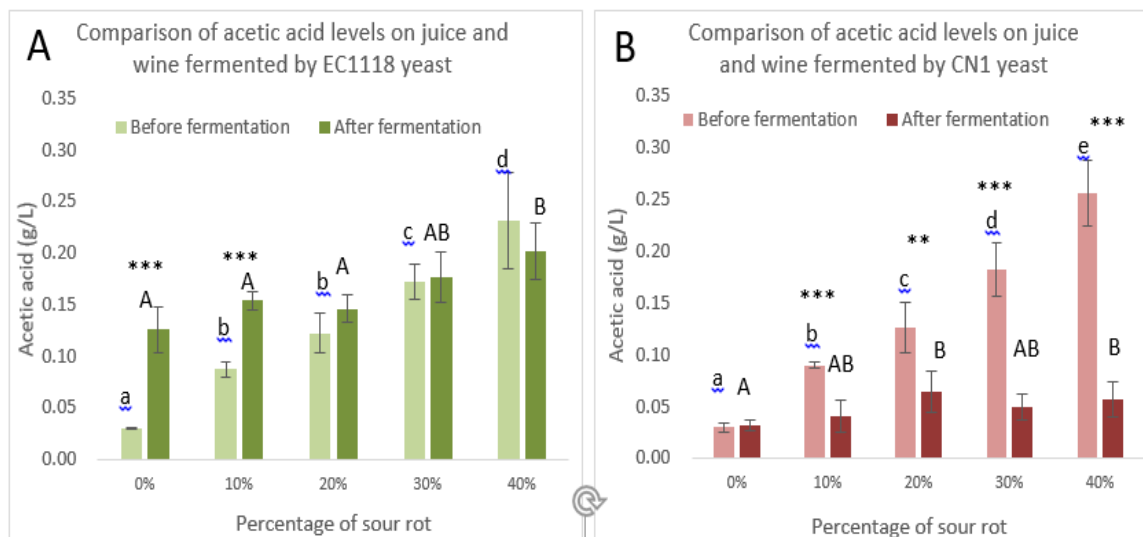 A
Comparison of acetic acid levels on juice and
wine fermented by EC1118 yeast
0.35
Before fermentation
After fermentation
0.30
d
0.25
B
c
AB
0.20
***
***
A
A
b
A
0.15
b
0.10
0.05
a
0.00
Acetic acid (g/L)
0%
10%
20%
30%
40%
Percentage of sour rot
B
Comparison of acetic acid levels on juice
and wine fermented by CN1 yeast
0.35
Before fermentation
After fermentation
***
0.30
e
***
0.25
d
**
0.20
c
***
0.15
b
0.10
AB
B
AB
B
a
A
0.05
0.00
Acetic acid (g/L)
0%
10%
20%
30%
40%
Percentage of sour rot